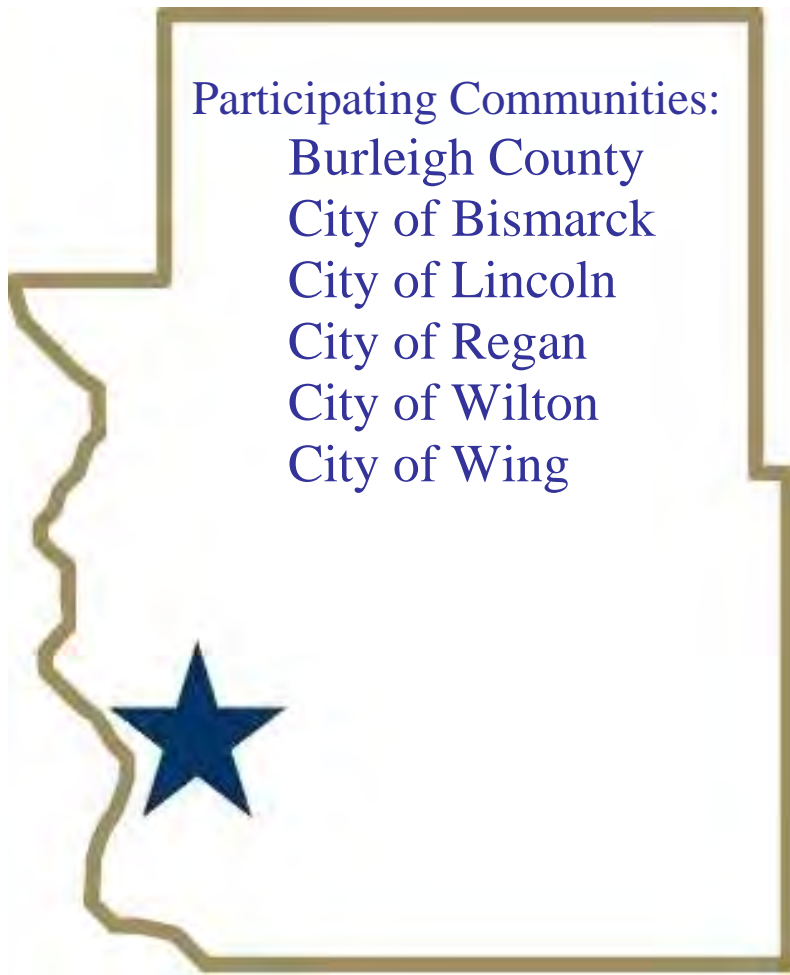 Participating Communities:
Burleigh County
City of Bismarck
City of Lincoln
City of Regan
City of Wilton
City of Wing